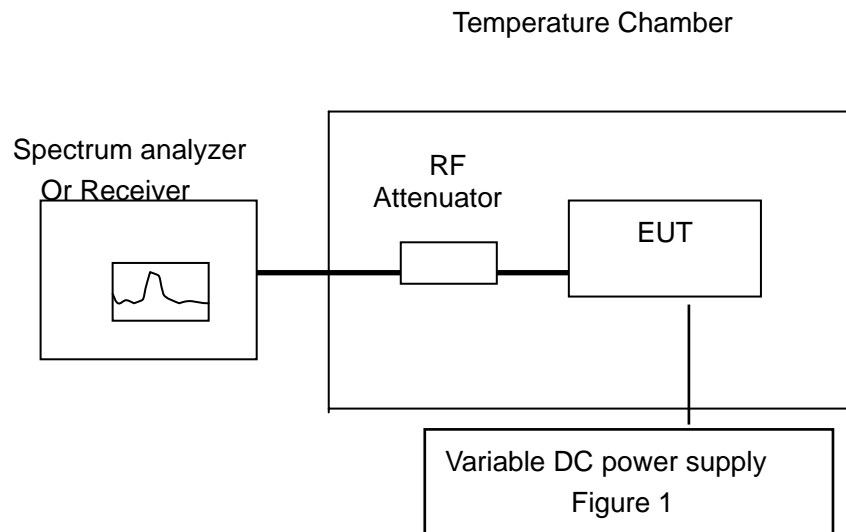 Temperature Chamber
Spectrum analyzer
Or Receiver
RF
Attenuator
EUT
Variable DC power supply
Figure 1